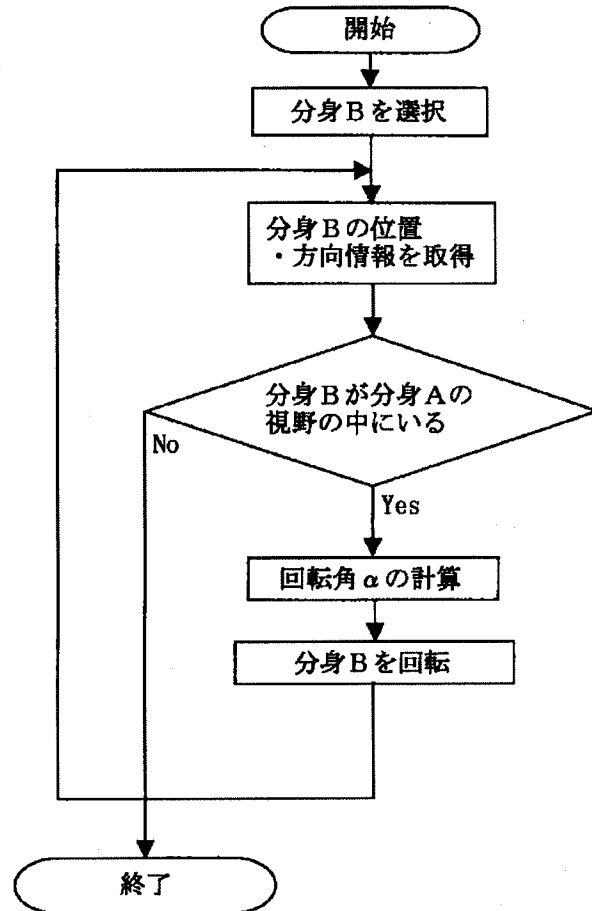 開始
分身Bを選択
分身Bの位置
・方向情報を取得
分身Bが分身Aの
視野の中にいる
No
Yes
回転角αの計算
分身Bを回転
終了